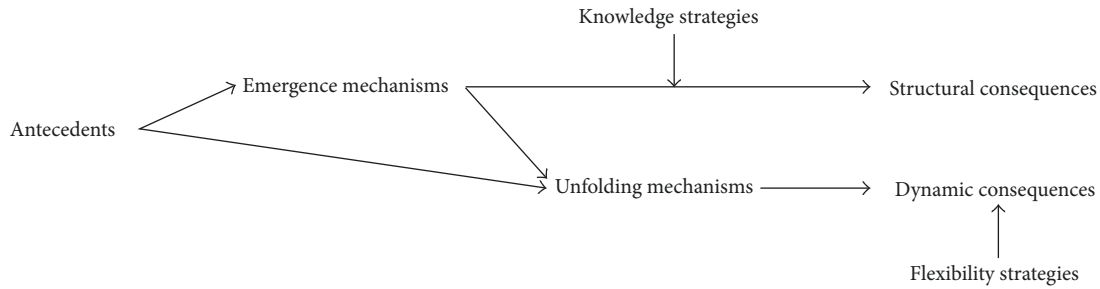 Knowledge strategies
Emergence mechanisms
Structural consequences
Antecedents
Unfolding mechanisms
Dynamic consequences
Flexibility strategies